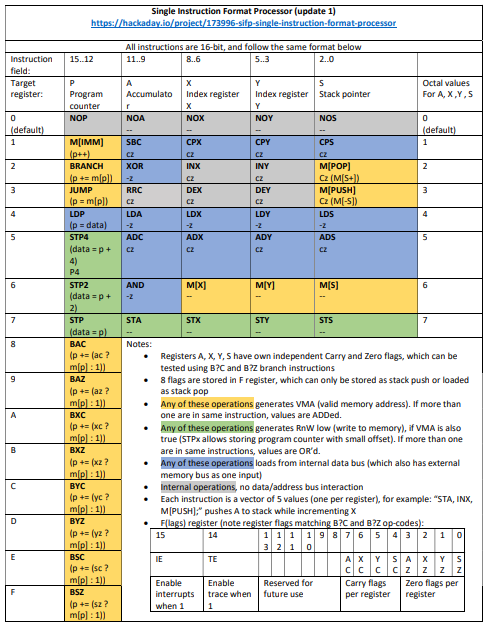 Single Instruction Format Processor (update 1)
https://hackaday.io/project/173996-sifp-single-instruction-format-processor
All instructions are 16-bit, and follow the same format below
Instruction field: 15..12 11..9 8..6 5..3 2..0
Target register: P Program counter A Accumulato r X Index register X Y Index register Y S Stack pointer Octal values For A, X ,Y , S
0 (default) NOP NOA -- NOX -- NOY -- NOS -- 0 (default)
1 M[IMM] (p++) SBC cz CPX cz CPY cz CPS cz 1
2 BRANCH (p += m[p]) XOR -z INX cz INY cz M[POP] Cz (M[S+]) 2
3 JUMP (p = m[p]) RRC cz DEX cz DEY cz M[PUSH] Cz (M[-S]) 3
4 LDP (p = data) LDA -z LDX -z LDY -z LDS -z 4
5 STP4 (data = p + 4) P4 ADC cz ADX cz ADY cz ADS cz 5
6 STP2 (data = p + 2) AND -z M[X] -- M[Y] -- M[S] -- 6
7 STP (data = p) STA -- STX -- STY -- STS -- 7
8 BAC (p += (ac ? m[p] : 1))
9 BAZ (p += (az ? m[p] : 1))
A BXC (p += (xc ? m[p] : 1))
B BXZ (p += (xz ? m[p] : 1))
C BYC (p += (yc ? m[p] : 1))
D BYZ (p += (yz ? m[p] : 1))
E BSC (p += (sc ? m[p] : 1))
F BSZ (p += (sz ? m[p] : 1))
Notes:
• Registers A, X, Y, S have own independent Carry and Zero flags, which can be
tested using B?C and B?Z branch instructions
• 8 flags are stored in F register, which can only be stored as stack push or loaded
as stack pop
• Any of these operations generates VMA (valid memory address). If more than
one are in same instruction, values are ADDed.
• Any of these operations generates RnW low (write to memory), if VMA is also
true (STPx allows storing program counter with small offset). If more than one
are in same instructions, values are OR'd.
• Any of these operations loads from internal data bus (which also has external
memory bus as one input)
• Internal operations, no data/address bus interaction
• Each instruction is a vector of 5 values (one per register), for example: "STA, INX,
M[PUSH];" pushes A to stack while incrementing X
• F(lags) register (note register flags matching B?C and B?Z op-codes):
15 14 13 12 11 10 9 8 7 6 5 4 3 2 1 0
IE TE AC XC YC SC AZ XZ YZ SZ
Enable interrupts when 1 Enable trace when 1 Reserved for future use Carry flags per register Zero flags per register